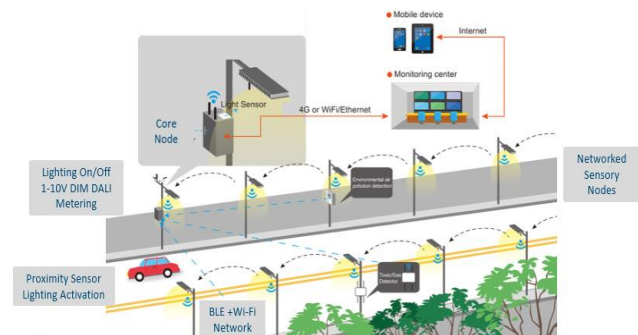 Mobile device
Internet
Monitoring center
Light Sensor
4G or WiFi/Ethernet
Core
Node
Lighting On/Off
1-10V DIM DALI
Metering
Environmental air
pollution detection
Networked
Sensory
Nodes
Proximity Sensor
Lighting Activation
Toxic/Gas
Detector
BLE +Wi-Fi
Network